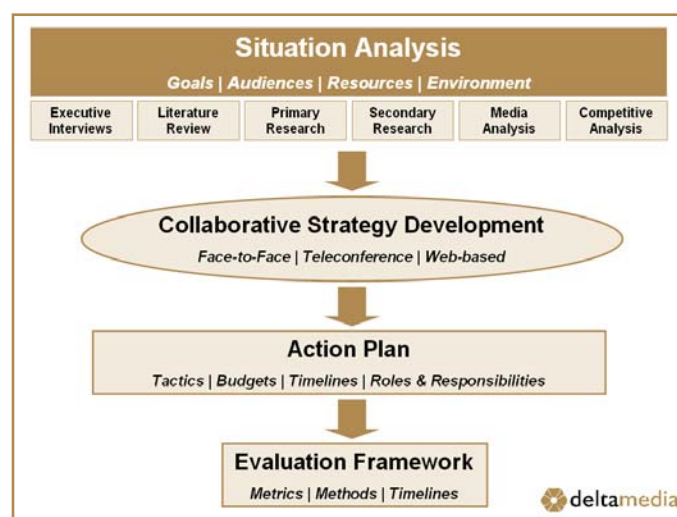 Situation Analysis
Goals | Audiences | Resources | Environment
Executive
Interviews
Literature
Review
Primary
Research
Secondary
Research
Media
Analysis
Competitive
Analysis
Collaborative Strategy Development
Face-to-Face | Teleconference | Web-based
Action Plan
Tactics | Budgets | Timelines | Roles & Responsibilities
Evaluation Framework
Metrics | Methods | Timelines
deltamedia